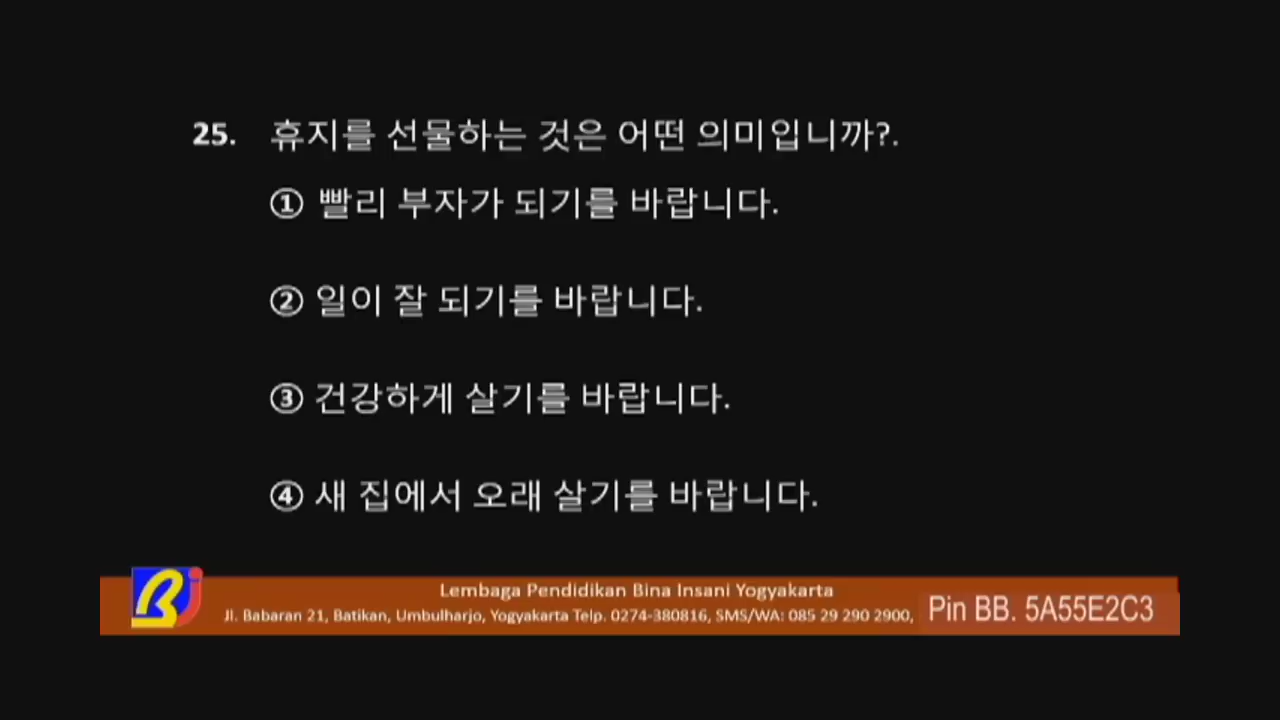 25. 휴지를 선물하는 것은 어떤 의미입니까?.
① 빨리 부자가 되기를 바랍니다.
② 일이 잘 되기를 바랍니다.
③ 건강하게 살기를 바랍니다.
④ 새 집에서 오래 살기를 바랍니다.
Lembaga Pendidikan Bina Insani Yogyakarta
Jl. Babaran 21, Batikan, Umbulharjo, Yogyakarta Telp. 0274-380816, SMS/WA: 085 29 290 2900, Pin BB. 5A55E2C3